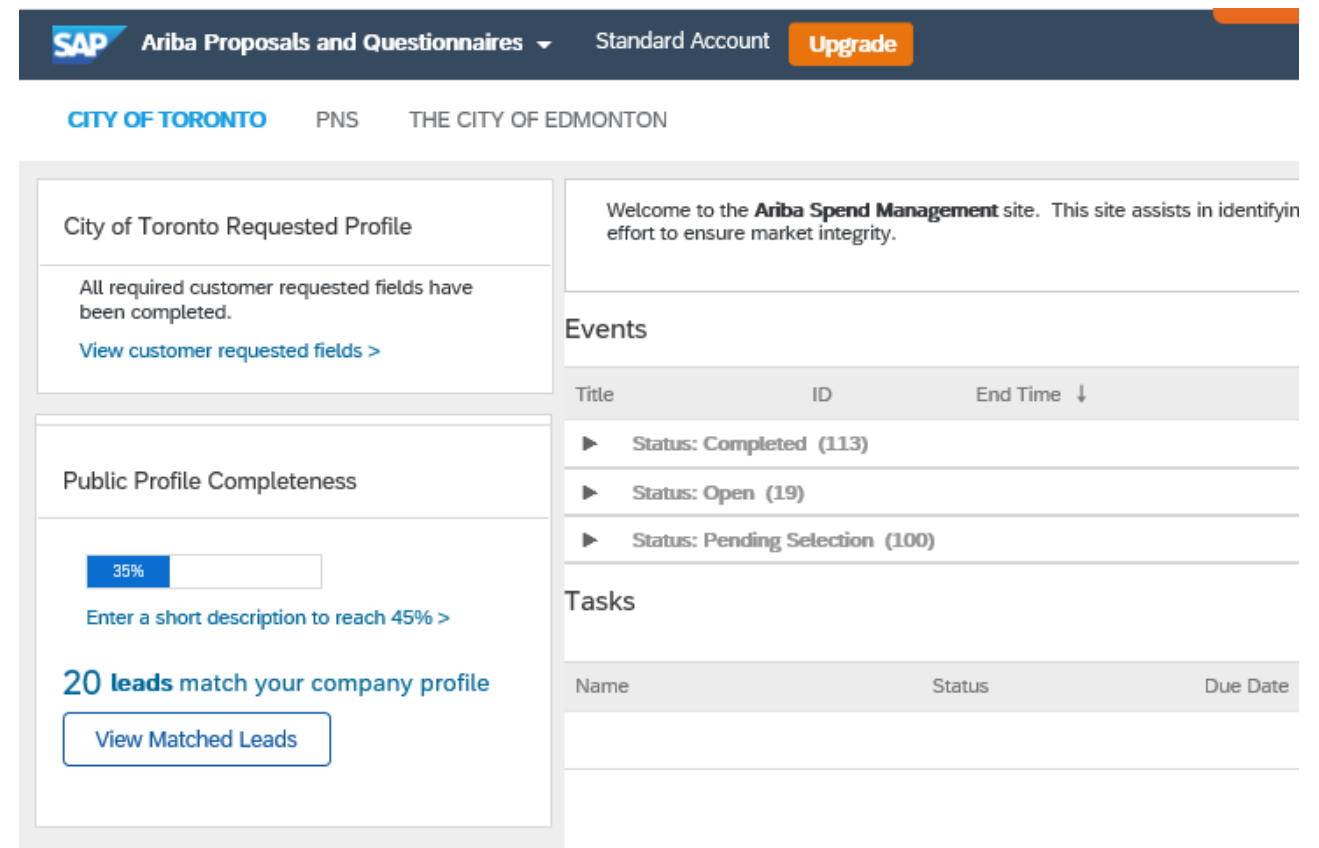 SAP Ariba Proposals and Questionnaires Standard Account Upgrade
CITY OF TORONTO PNS THE CITY OF EDMONTON
City of Toronto Requested Profile
All required customer requested fields have
been completed.
View customer requested fields >
Public Profile Completeness
35%
Enter a short description to reach 45% >
20 leads match your company profile
View Matched Leads
Welcome to the Ariba Spend Management site. This site assists in identifyin
effort to ensure market integrity.
Events
Title ID End Time ↓
► Status: Completed (113)
► Status: Open (19)
► Status: Pending Selection (100)
Tasks
Name Status Due Date